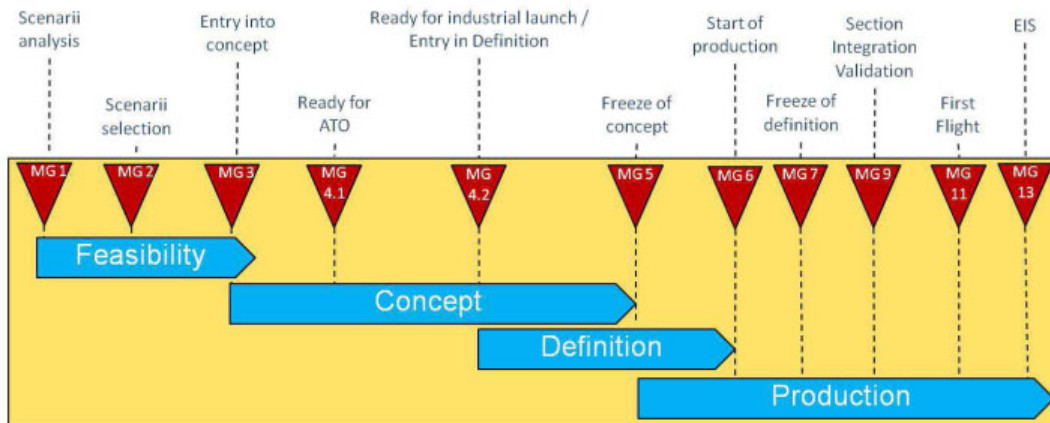 Scenarii
analysis
Scenarii
selection
Entry into
concept
Ready for
ATO
Ready for industrial launch /
Entry in Definition
Freeze of
concept
Start of
production
Freeze of
definition
Section
Integration
Validation
First
Flight
EIS
MG 1
MG 2
MG 3
MG
4.1
MG
4.2
MG 5
MG 6
MG 7
MG 9
MG
11
MG
13
Feasibility
Concept
Definition
Production